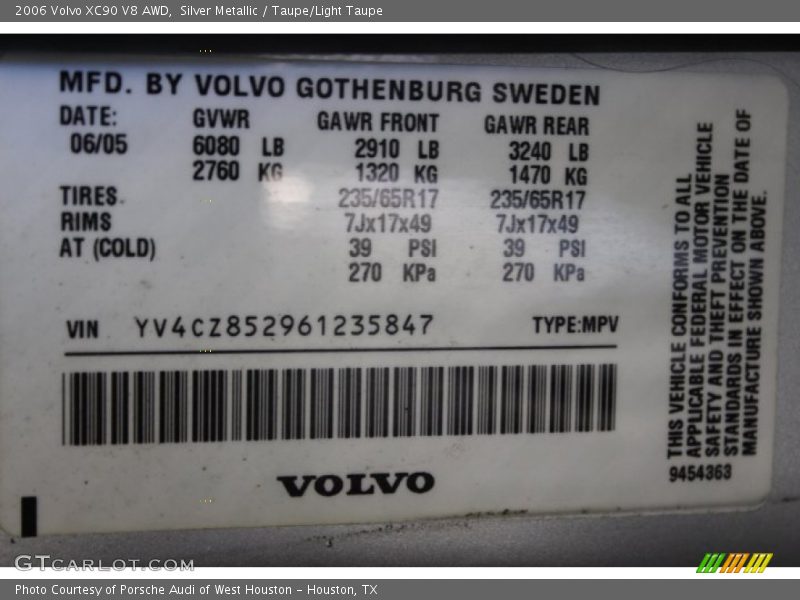 2006 Volvo XC90 V8 AWD,  Silver Metallic / Taupe/Light Taupe
MFD. BY VOLVO GOTHENBURG SWEDEN
DATE: GVWR GAWR FRONT GAWR REAR
06/05 6080 LB 2910 LB 3240 LB
2760 KG 1320 KG 1470 KG
TIRES 235/65R17 235/65R17
RIMS 7Jx17x49 7Jx17x49
AT (COLD) 39 PSI 39 PSI
270 KPa 270 KPa
VIN YV4CZ852961235847 TYPE:MPV
VOLVO
THIS VEHICLE CONFORMS TO ALL
APPLICABLE FEDERAL MOTOR VEHICLE
SAFETY AND THEFT PREVENTION
STANDARDS IN EFFECT ON THE DATE OF
MANUFACTURE SHOWN ABOVE.
9454363
GTCARLOT.COM
Photo Courtesy of Porsche Audi of West Houston - Houston, TX